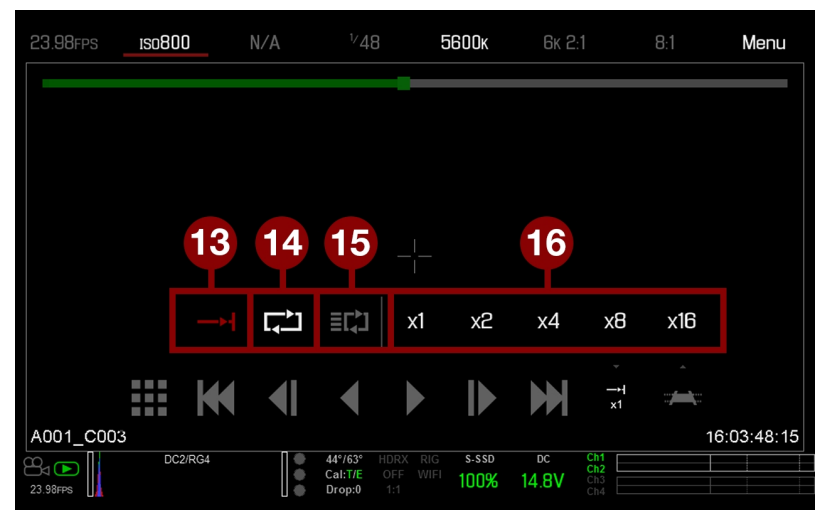 23.98FPS ISO800 N/A 1/48 5600K 6K 2:1 8:1 Menu
13 14 15 16
x1 x2 x4 x8 x16
x1
A001_C003 16:03:48:15
DC2/RG4 44°/63° HDRX RIG S-SSD DC Ch1
Cal:T/E OFF WIFI 100% 14.8V Ch2
23.98FPS Drop:0 1:1 Ch3
Ch4